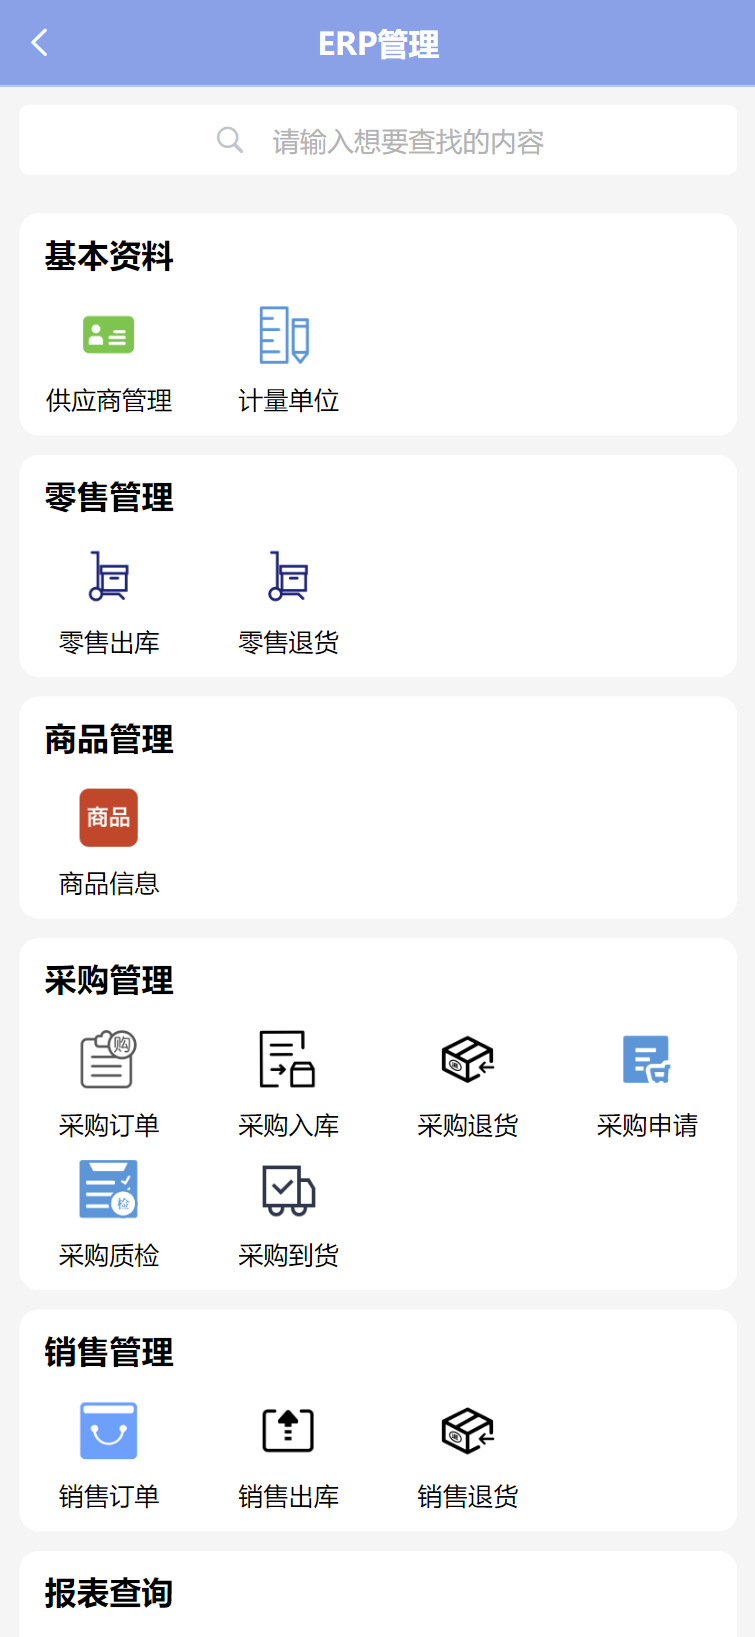 ERP管理
请输入想要查找的内容
基本资料
供应商管理 计量单位
零售管理
零售出库 零售退货
商品管理
商品
商品信息
采购管理
购
采购订单 采购入库 采购退货 采购申请
检
采购质检 采购到货
销售管理
销售订单 销售出库 销售退货
报表查询